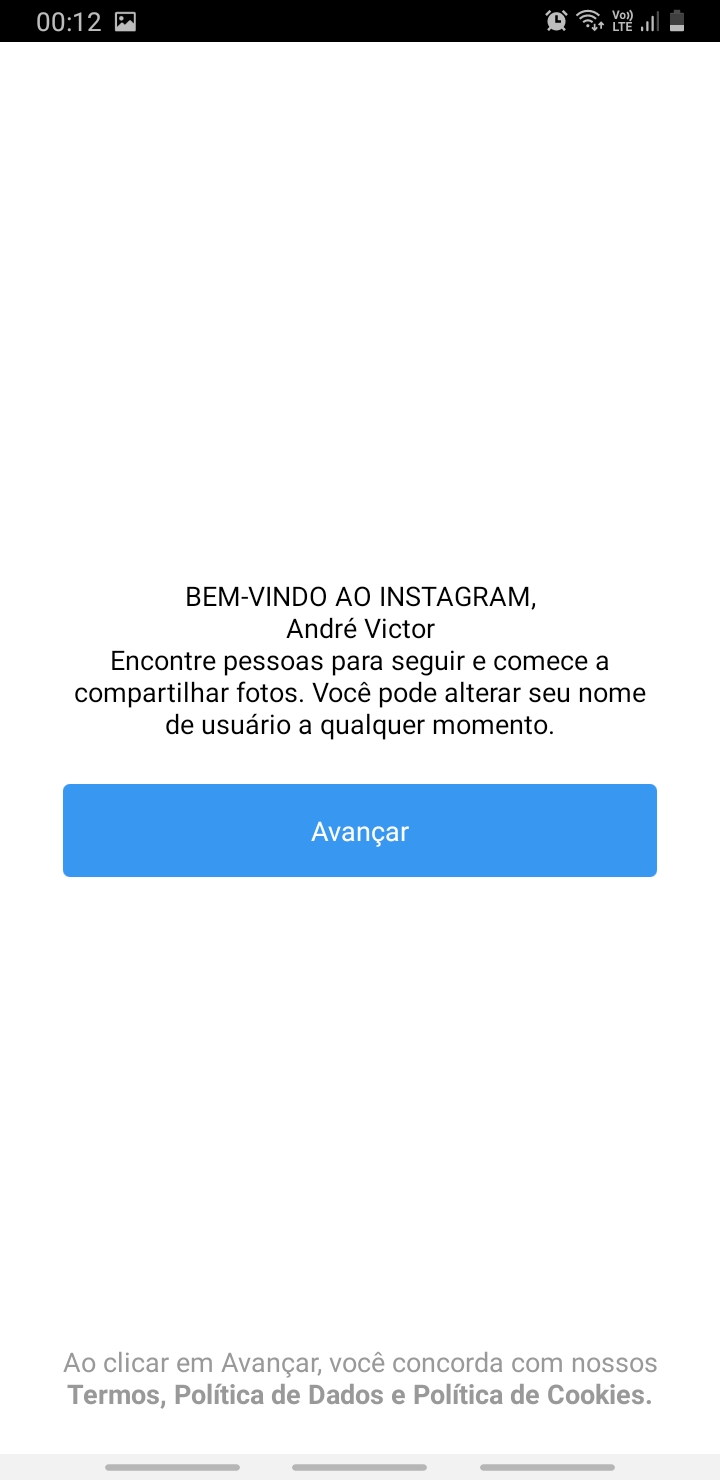 00:12
Vo))
LTE
BEM-VINDO AO INSTAGRAM,
André Victor
Encontre pessoas para seguir e comece a
compartilhar fotos. Você pode alterar seu nome
de usuário a qualquer momento.
Avançar
Ao clicar em Avançar, você concorda com nossos
Termos, Política de Dados e Política de Cookies.